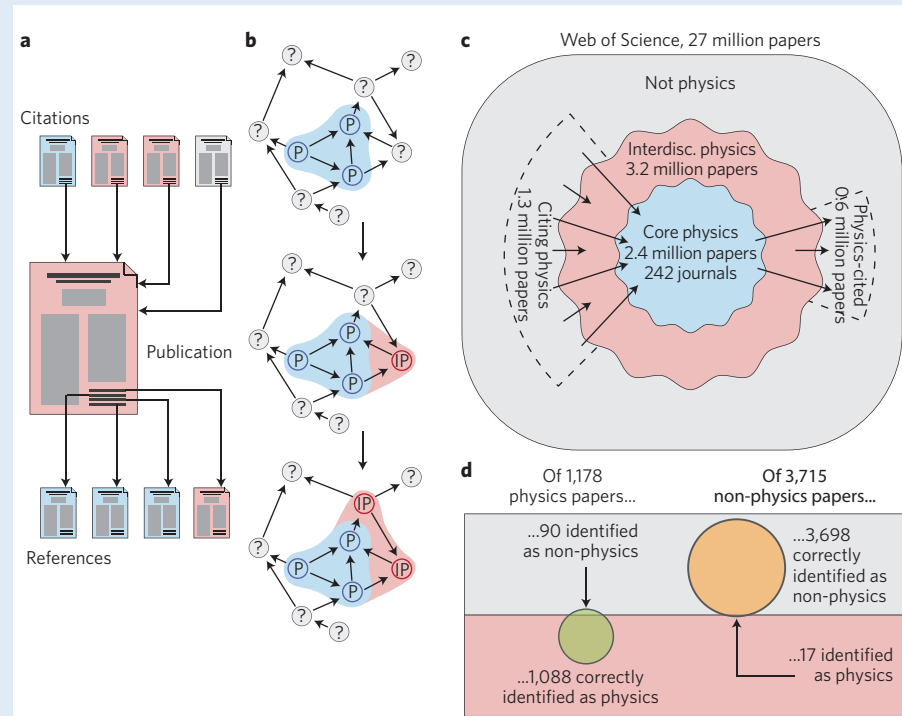 a
Citations
Publication
References
b
?
?
?
?
P
P
P
?
?
?
?
?
?
?
P
P
P
IP
?
?
?
?
IP
?
P
P
P
IP
?
?
c
Web of Science, 27 million papers
Not physics
Interdisc. physics
3.2 million papers
Citing physics
1.3 million papers
Core physics
2.4 million papers
242 journals
Physics-cited
0.6 million papers
d
Of 1,178
physics papers...
Of 3,715
non-physics papers...
...90 identified
as non-physics
...3,698
correctly
identified as
non-physics
...1,088 correctly
identified as physics
...17 identified
as physics